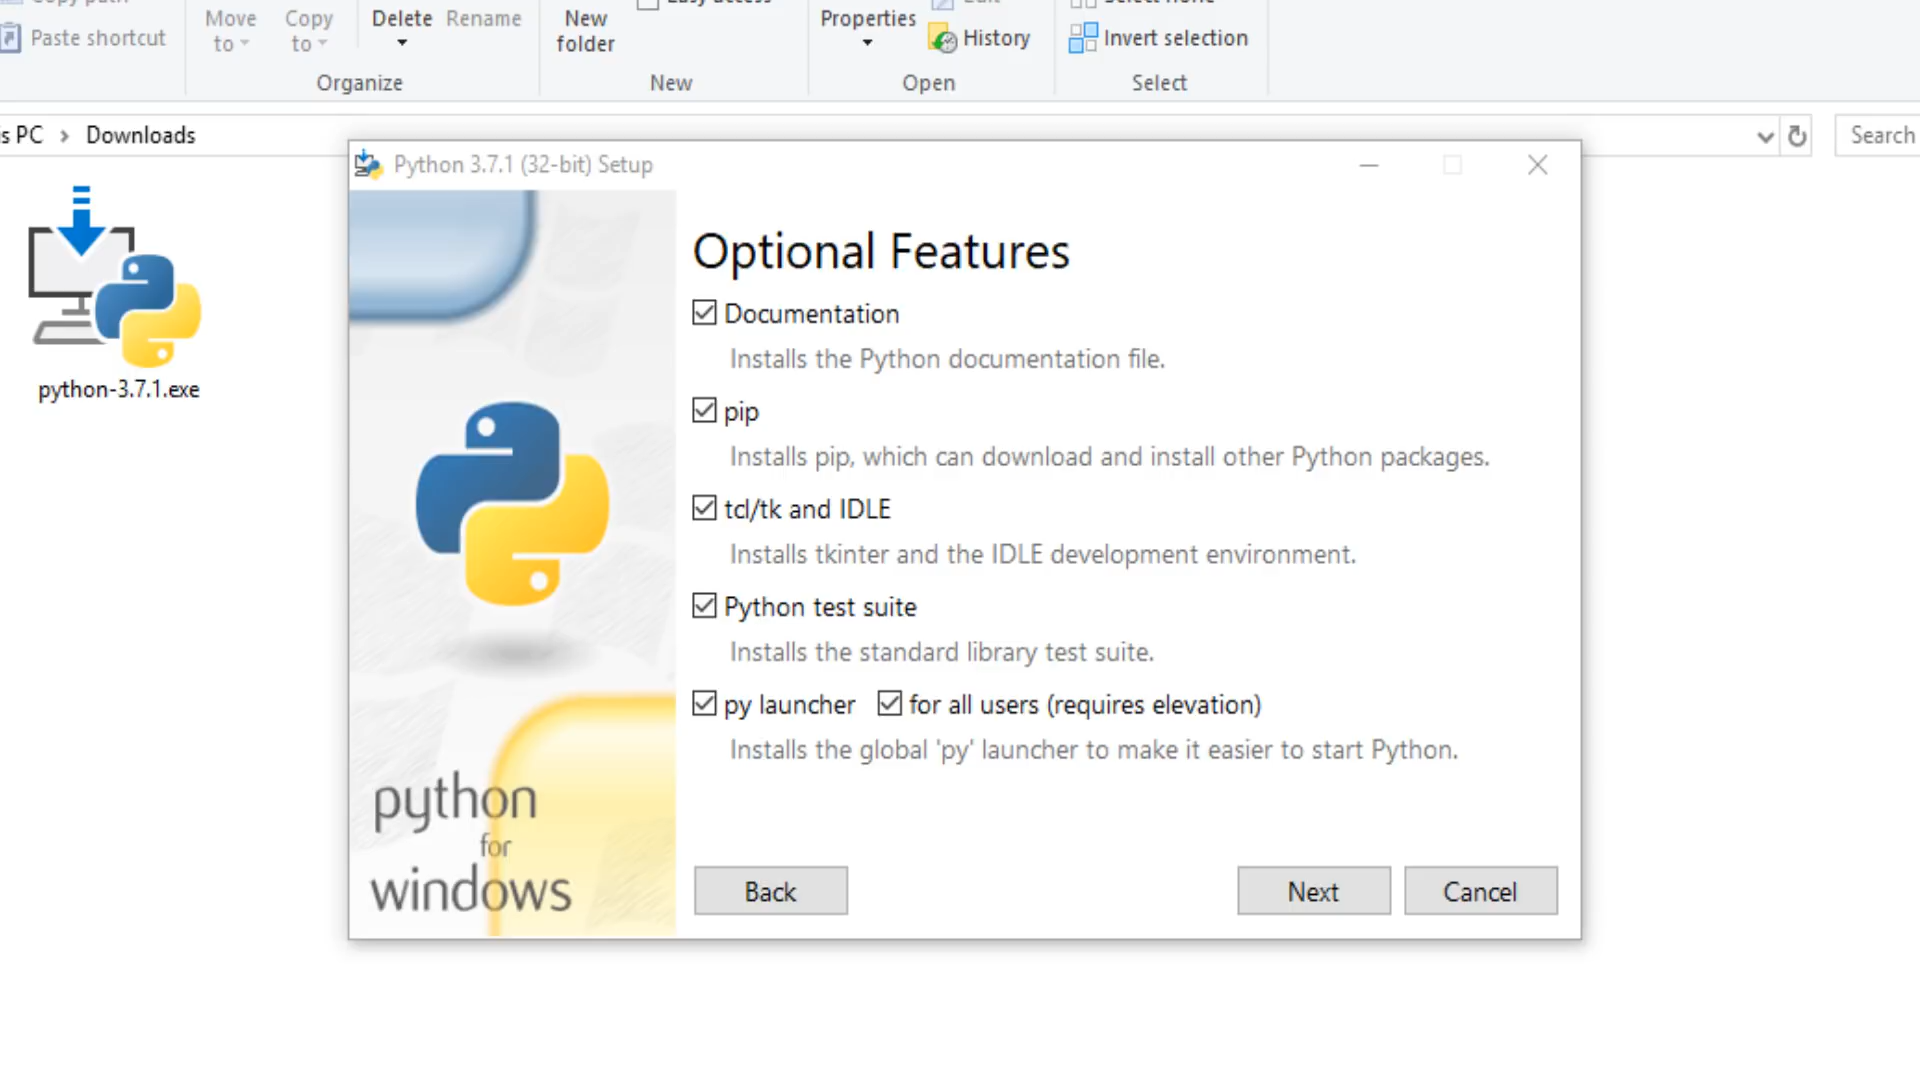 Move to
Copy to
Delete
Rename
New folder
Properties
Paste shortcut
History
Invert selection
Organize
New
Open
Select
PC
Downloads
Search
python-3.7.1.exe
Python 3.7.1 (32-bit) Setup
Optional Features
Documentation
Installs the Python documentation file.
pip
Installs pip, which can download and install other Python packages.
tcl/tk and IDLE
Installs tkinter and the IDLE development environment.
Python test suite
Installs the standard library test suite.
py launcher for all users (requires elevation)
Installs the global 'py' launcher to make it easier to start Python.
python
for
windows
Back
Next
Cancel